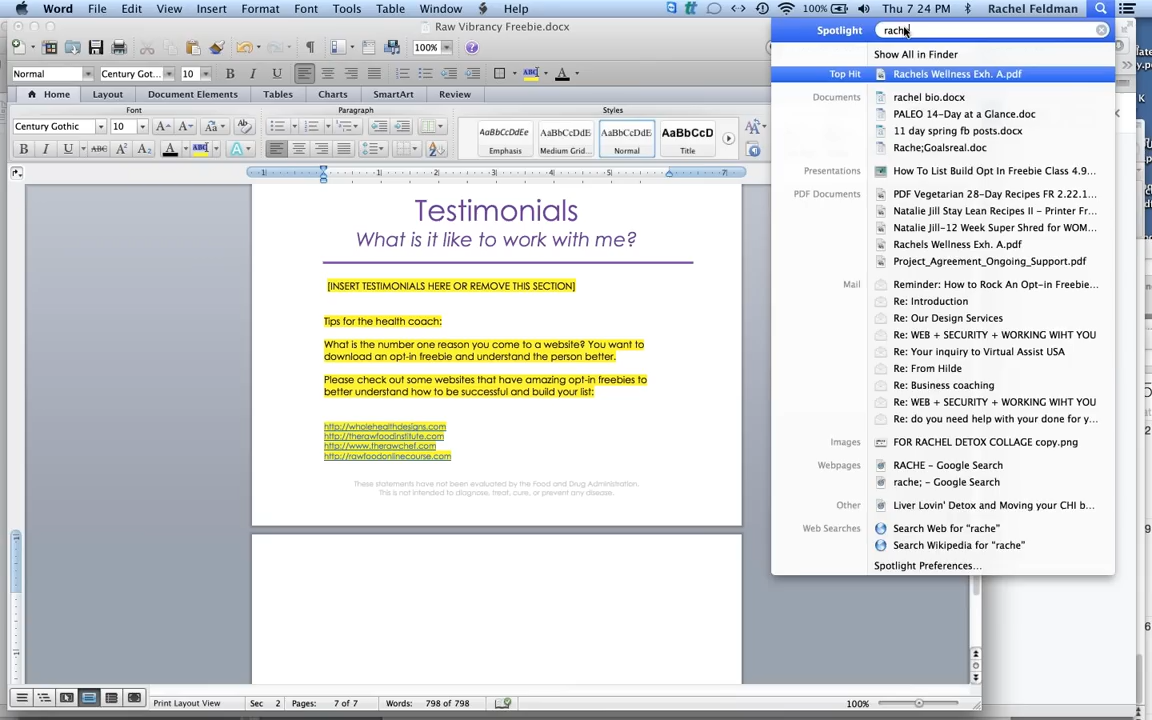 Word File Edit View Insert Format Font Tools Table Window Help 100% Thu 7 24 PM Rachel Feldman
Raw Vibrancy Freebie.docx
100%
Normal Century Got... 10 B I U
Home Layout Document Elements Tables Charts SmartArt Review
Font Paragraph Styles
Century Gothic 10 A A Aa
B I U ABC A² A₂ A ABC A
AaBbCcDdEe AaBbCcDc AaBbCcDdEe AaBbCcD
Emphasis Medium Grid... Normal Title
1 1 2 3 4 5 7
Testimonials
What is it like to work with me?
[INSERT TESTIMONIALS HERE OR REMOVE THIS SECTION]
Tips for the health coach:
What is the number one reason you come to a website? You want to
download an opt-in freebie and understand the person better.
Please check out some websites that have amazing opt-in freebies to
better understand how to be successful and build your list:
http://wholehealthdesigns.com
http://therawfoodinstitute.com
http://www.therawchef.com
http://rawfoodonlinecourse.com
These statements have not been evaluated by the Food and Drug Administration.
This is not intended to diagnose, treat, cure, or prevent any disease.
Print Layout View Sec 2 Pages: 7 of 7 Words: 798 of 798 100%
Spotlight rache
Show All in Finder
Top Hit Rachels Wellness Exh. A.pdf
Documents rachel bio.docx
PALEO 14-Day at a Glance.doc
11 day spring fb posts.docx
Rache;Goalsreal.doc
Presentations How To List Build Opt In Freebie Class 4.9...
PDF Documents PDF Vegetarian 28-Day Recipes FR 2.22.1...
Natalie Jill Stay Lean Recipes II - Printer Fr...
Natalie Jill-12 Week Super Shred for WOM...
Rachels Wellness Exh. A.pdf
Project_Agreement_Ongoing_Support.pdf
Mail Reminder: How to Rock An Opt-in Freebie...
Re: Introduction
Re: Our Design Services
Re: WEB + SECURITY + WORKING WIHT YOU
Re: Your inquiry to Virtual Assist USA
Re: From Hilde
Re: Business coaching
Re: WEB + SECURITY + WORKING WIHT YOU
Re: do you need help with your done for y...
Images FOR RACHEL DETOX COLLAGE copy.png
Webpages RACHE - Google Search
rache; - Google Search
Other Liver Lovin' Detox and Moving your CHI b...
Web Searches Search Web for "rache"
Search Wikipedia for "rache"
Spotlight Preferences...